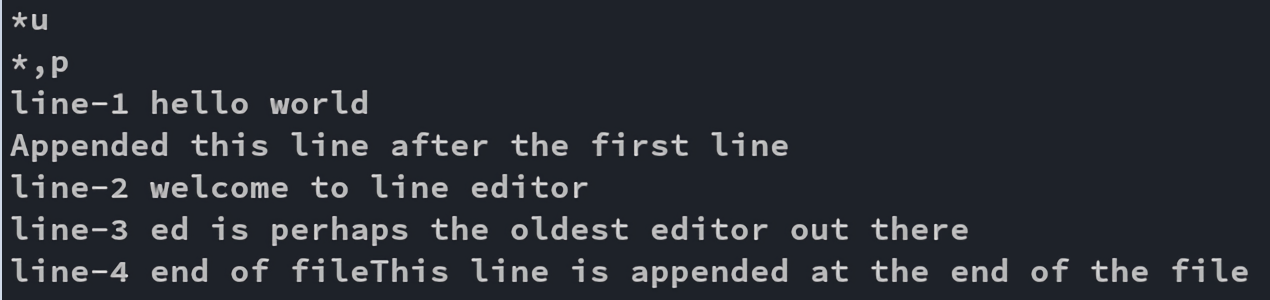 *u
*,p
line-1 hello world
Appended this line after the first line
line-2 welcome to line editor
line-3 ed is perhaps the oldest editor out there
line-4 end of fileThis line is appended at the end of the file